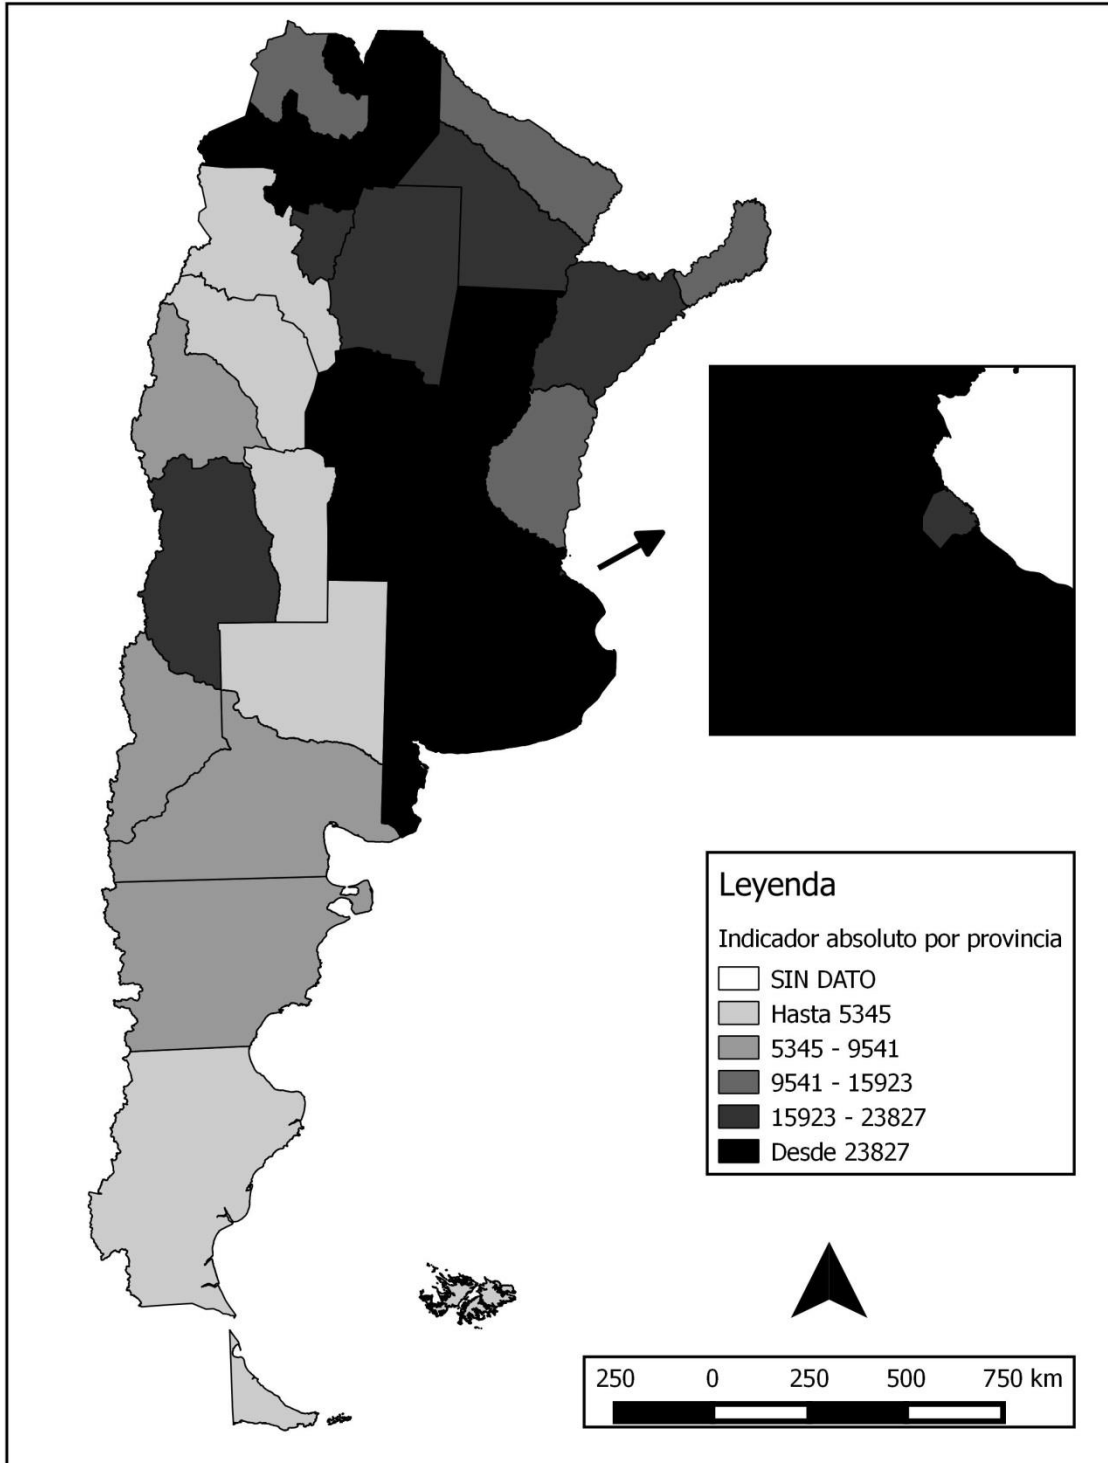 Leyenda
Indicador absoluto por provincia
SIN DATO
Hasta 5345
5345 - 9541
9541 - 15923
15923 - 23827
Desde 23827
250 0 250 500 750 km